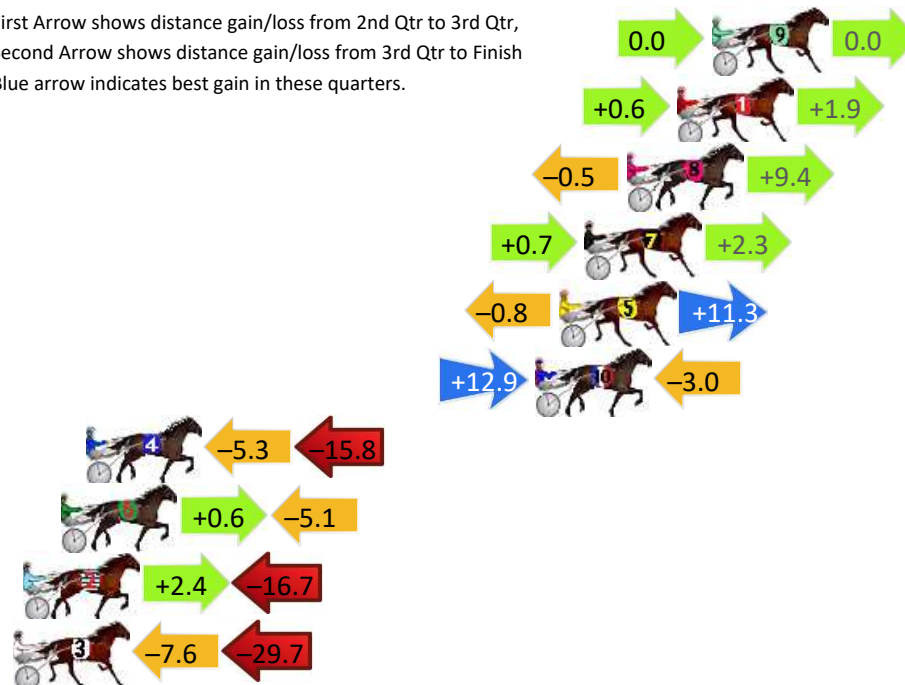 irst Arrow shows distance gain/loss from 2nd Qtr to 3rd Qtr,
econd Arrow shows distance gain/loss from 3rd Qtr to Finish
lue arrow indicates best gain in these quarters.
0.0 9 0.0
+0.6 1 +1.9
–0.5 8 +9.4
+0.7 7 +2.3
–0.8 5 +11.3
+12.9 10 –3.0
4 –5.3 –15.8
6 +0.6 –5.1
2 +2.4 –16.7
3 –7.6 –29.7